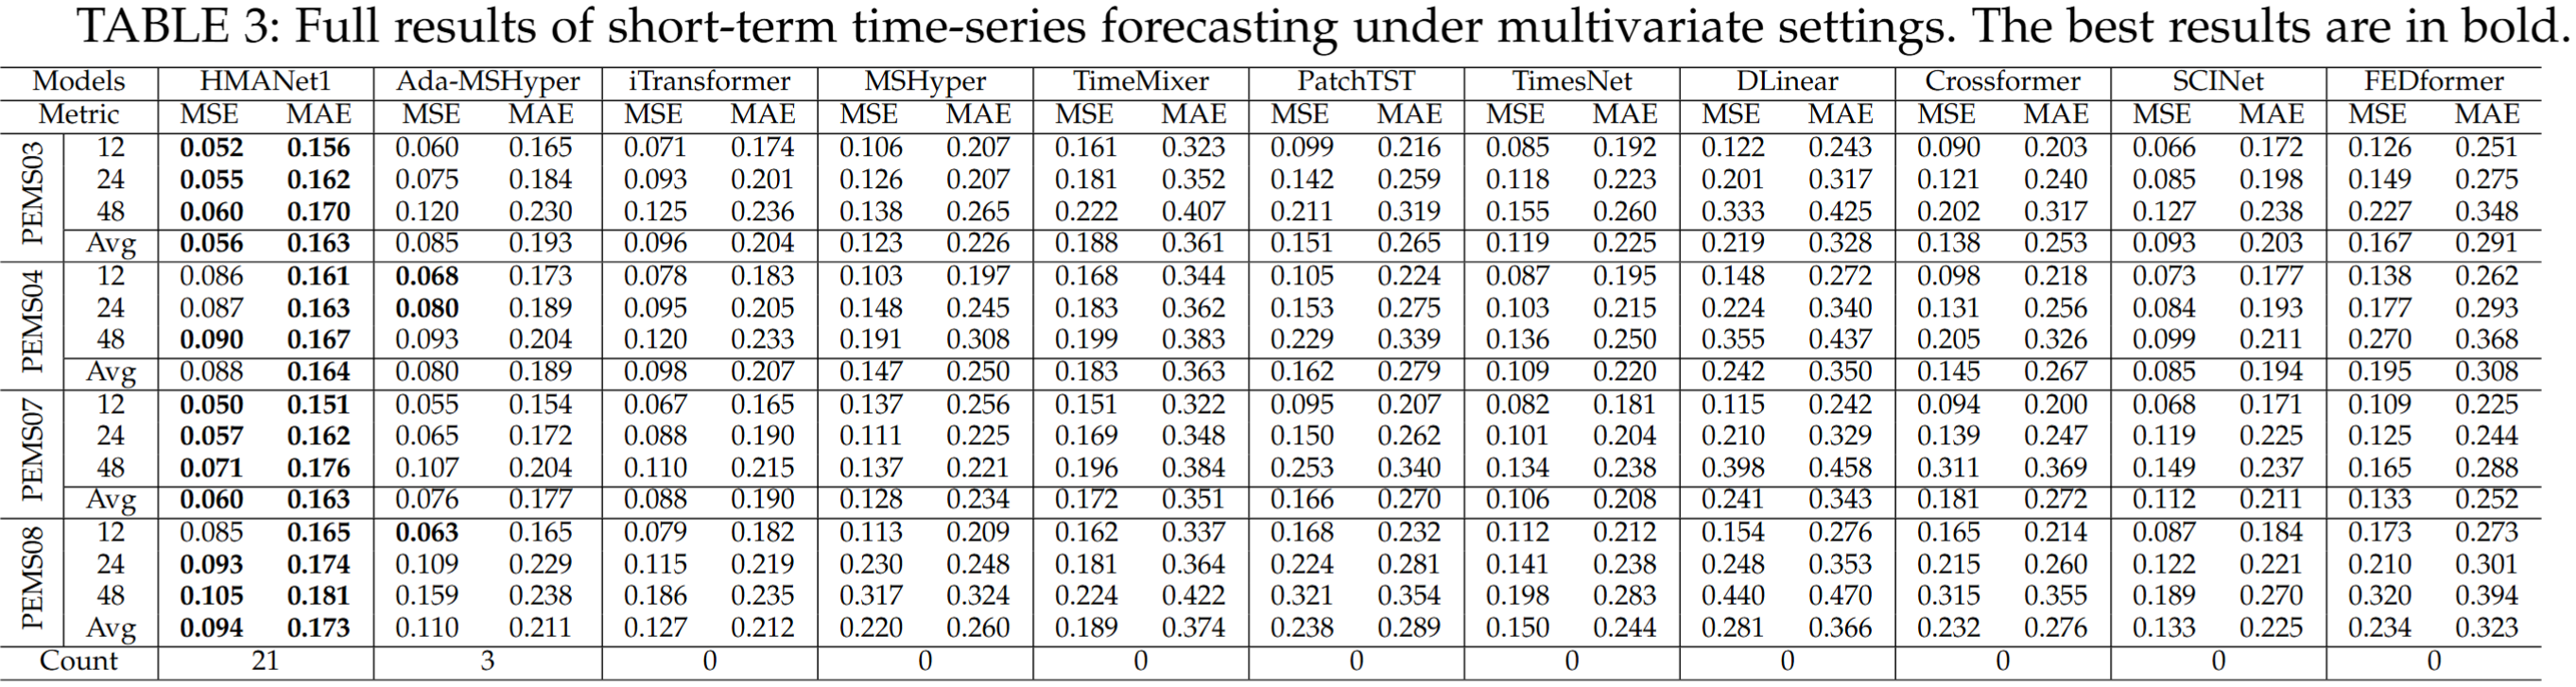 TABLE 3: Full results of short-term time-series forecasting under multivariate settings. The best results are in bold.
Models HMANet1 Ada-MSHyper iTransformer MSHyper TimeMixer PatchTST TimesNet DLinear Crossformer SCINet FEDformer
Metric MSE MAE MSE MAE MSE MAE MSE MAE MSE MAE MSE MAE MSE MAE MSE MAE MSE MAE MSE MAE MSE MAE
PEMS03
12 0.052 0.156 0.060 0.165 0.071 0.174 0.106 0.207 0.161 0.323 0.099 0.216 0.085 0.192 0.122 0.243 0.090 0.203 0.066 0.172 0.126 0.251
24 0.055 0.162 0.075 0.184 0.093 0.201 0.126 0.207 0.181 0.352 0.142 0.259 0.118 0.223 0.201 0.317 0.121 0.240 0.085 0.198 0.149 0.275
48 0.060 0.170 0.120 0.230 0.125 0.236 0.138 0.265 0.222 0.407 0.211 0.319 0.155 0.260 0.333 0.425 0.202 0.317 0.127 0.238 0.227 0.348
Avg 0.056 0.163 0.085 0.193 0.096 0.204 0.123 0.226 0.188 0.361 0.151 0.265 0.119 0.225 0.219 0.328 0.138 0.253 0.093 0.203 0.167 0.291
PEMS04
12 0.086 0.161 0.068 0.173 0.078 0.183 0.103 0.197 0.168 0.344 0.105 0.224 0.087 0.195 0.148 0.272 0.098 0.218 0.073 0.177 0.138 0.262
24 0.087 0.163 0.080 0.189 0.095 0.205 0.148 0.245 0.183 0.362 0.153 0.275 0.103 0.215 0.224 0.340 0.131 0.256 0.084 0.193 0.177 0.293
48 0.090 0.167 0.093 0.204 0.120 0.233 0.191 0.308 0.199 0.383 0.229 0.339 0.136 0.250 0.355 0.437 0.205 0.326 0.099 0.211 0.270 0.368
Avg 0.088 0.164 0.080 0.189 0.098 0.207 0.147 0.250 0.183 0.363 0.162 0.279 0.109 0.220 0.242 0.350 0.145 0.267 0.085 0.194 0.195 0.308
PEMS07
12 0.050 0.151 0.055 0.154 0.067 0.165 0.137 0.256 0.151 0.322 0.095 0.207 0.082 0.181 0.115 0.242 0.094 0.200 0.068 0.171 0.109 0.225
24 0.057 0.162 0.065 0.172 0.088 0.190 0.111 0.225 0.169 0.348 0.150 0.262 0.101 0.204 0.210 0.329 0.139 0.247 0.119 0.225 0.125 0.244
48 0.071 0.176 0.107 0.204 0.110 0.215 0.137 0.221 0.196 0.384 0.253 0.340 0.134 0.238 0.398 0.458 0.311 0.369 0.149 0.237 0.165 0.288
Avg 0.060 0.163 0.076 0.177 0.088 0.190 0.128 0.234 0.172 0.351 0.166 0.270 0.106 0.208 0.241 0.343 0.181 0.272 0.112 0.211 0.133 0.252
PEMS08
12 0.085 0.165 0.063 0.165 0.079 0.182 0.113 0.209 0.162 0.337 0.168 0.232 0.112 0.212 0.154 0.276 0.165 0.214 0.087 0.184 0.173 0.273
24 0.093 0.174 0.109 0.229 0.115 0.219 0.230 0.248 0.181 0.364 0.224 0.281 0.141 0.238 0.248 0.353 0.215 0.260 0.122 0.221 0.210 0.301
48 0.105 0.181 0.159 0.238 0.186 0.235 0.317 0.324 0.224 0.422 0.321 0.354 0.198 0.283 0.440 0.470 0.315 0.355 0.189 0.270 0.320 0.394
Avg 0.094 0.173 0.110 0.211 0.127 0.212 0.220 0.260 0.189 0.374 0.238 0.289 0.150 0.244 0.281 0.366 0.232 0.276 0.133 0.225 0.234 0.323
Count 21 3 0 0 0 0 0 0 0 0 0